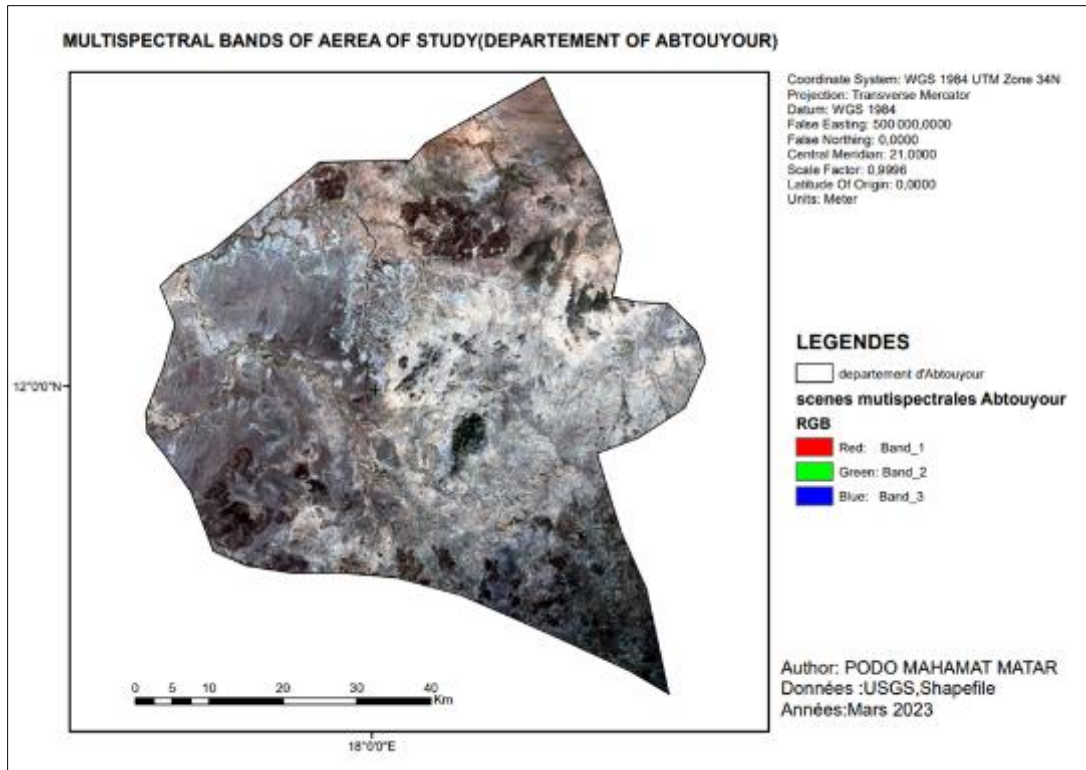 MULTISPECTRAL BANDS OF AEREA OF STUDY(DEPARTEMENT OF ABTOUYOUR)
Coordinate System: WGS 1984 UTM Zone 34N
Projection: Transverse Mercator
Datum: WGS 1984
False Easting: 500 000,0000
False Northing: 0,0000
Central Meridian: 21,0000
Scale Factor: 0,9996
Latitude Of Origin: 0,0000
Units: Meter
LEGENDES
departement d'Abtouyour
scenes mutispectrales Abtouyour
RGB
Red: Band_1
Green: Band_2
Blue: Band_3
12°0'0"N
0 5 10 20 30 40
Km
18°0'0"E
Author: PODO MAHAMAT MATAR
Données :USGS,Shapefile
Années:Mars 2023